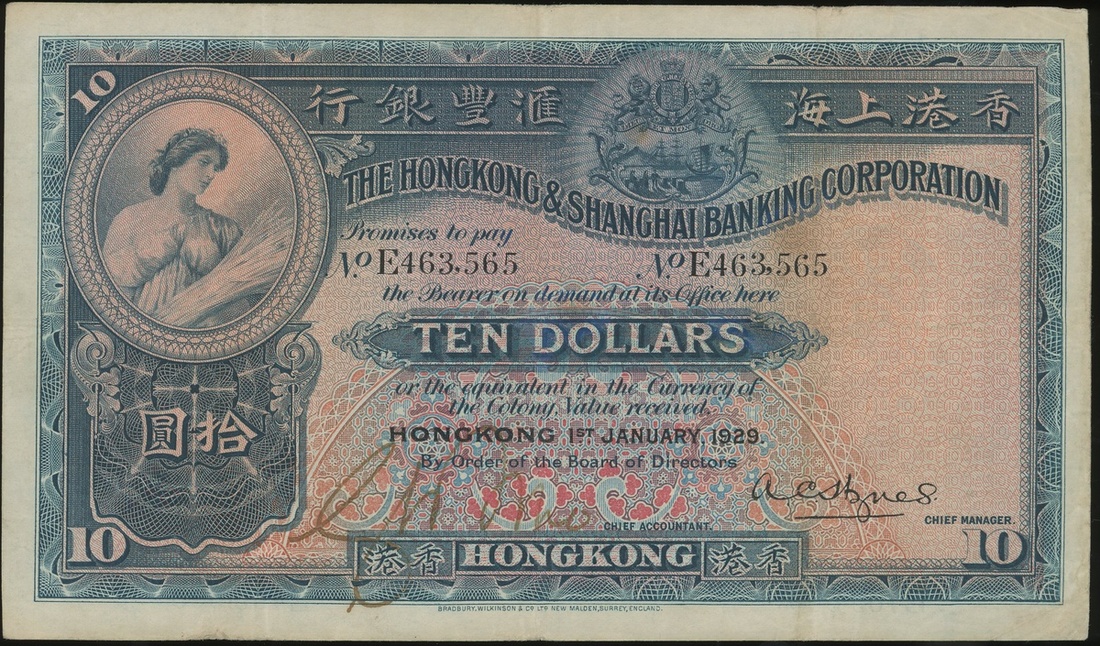 10
行銀豐滙 海上港香
THE HONGKONG & SHANGHAI BANKING CORPORATION
Promises to pay
No. E463,565 No. E463,565
the Bearer on demand at its Office here
TEN DOLLARS
or the equivalent in the Currency of
the Colony, Value received.
圓拾
HONGKONG, 1ST JANUARY, 1929.
By Order of the Board of Directors
CHIEF ACCOUNTANT.
CHIEF MANAGER.
10 港香 HONGKONG 港香 10
BRADBURY, WILKINSON & Co LTD NEW MALDEN, SURREY, ENGLAND.